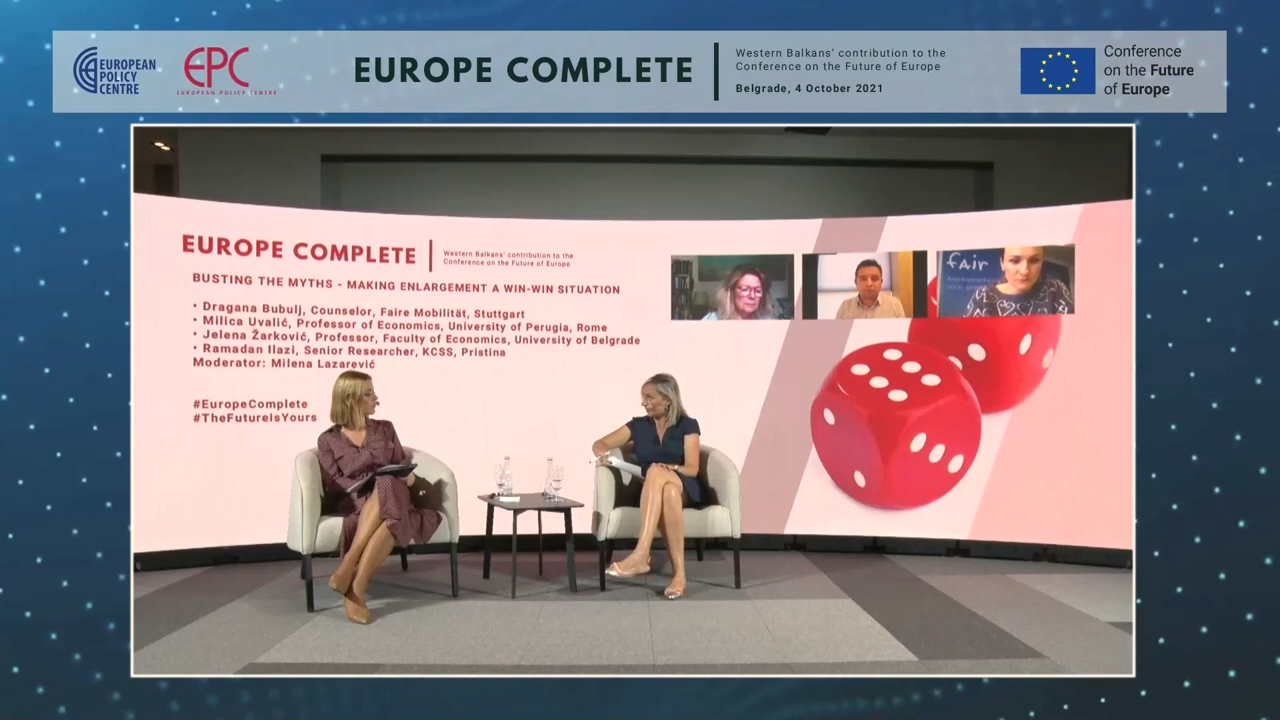 EUROPEAN
POLICY
CENTRE
EPC
EUROPEAN POLICY CENTRE
EUROPE COMPLETE
Western Balkans' contribution to the
Conference on the Future of Europe
Belgrade, 4 October 2021
Conference
on the Future
of Europe
EUROPE COMPLETE
Western Balkans' contribution to the
Conference on the Future of Europe
BUSTING THE MYTHS - MAKING ENLARGEMENT A WIN-WIN SITUATION
• Dragana Bubulj, Counselor, Faire Mobilität, Stuttgart
• Milica Uvalić, Professor of Economics, University of Perugia, Rome
• Jelena Žarković, Professor, Faculty of Economics, University of Belgrade
• Ramadan Ilazi, Senior Researcher, KCSS, Pristina
Moderator: Milena Lazarević
#EuropeComplete
#TheFutureIsYours
fair